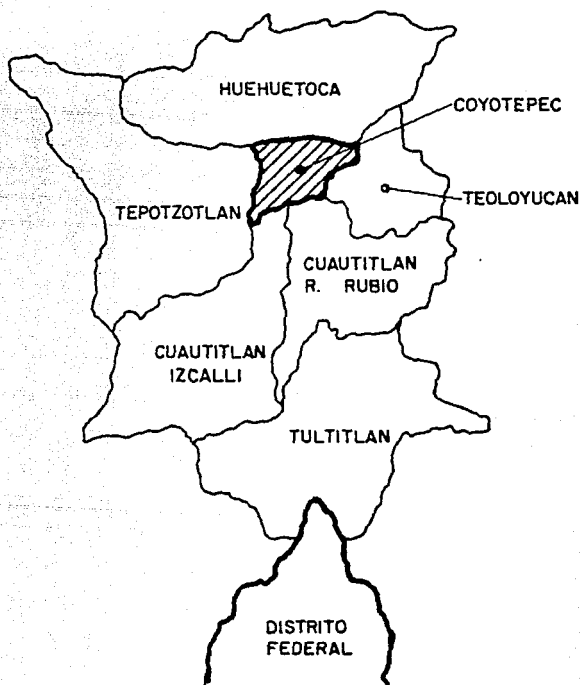 HUEHUETOCA
COYOTEPEC
TEPOTZOTLAN
TEOLOYUCAN
CUAUTITLAN
R. RUBIO
CUAUTITLAN
IZCALLI
TULTITLAN
DISTRITO
FEDERAL